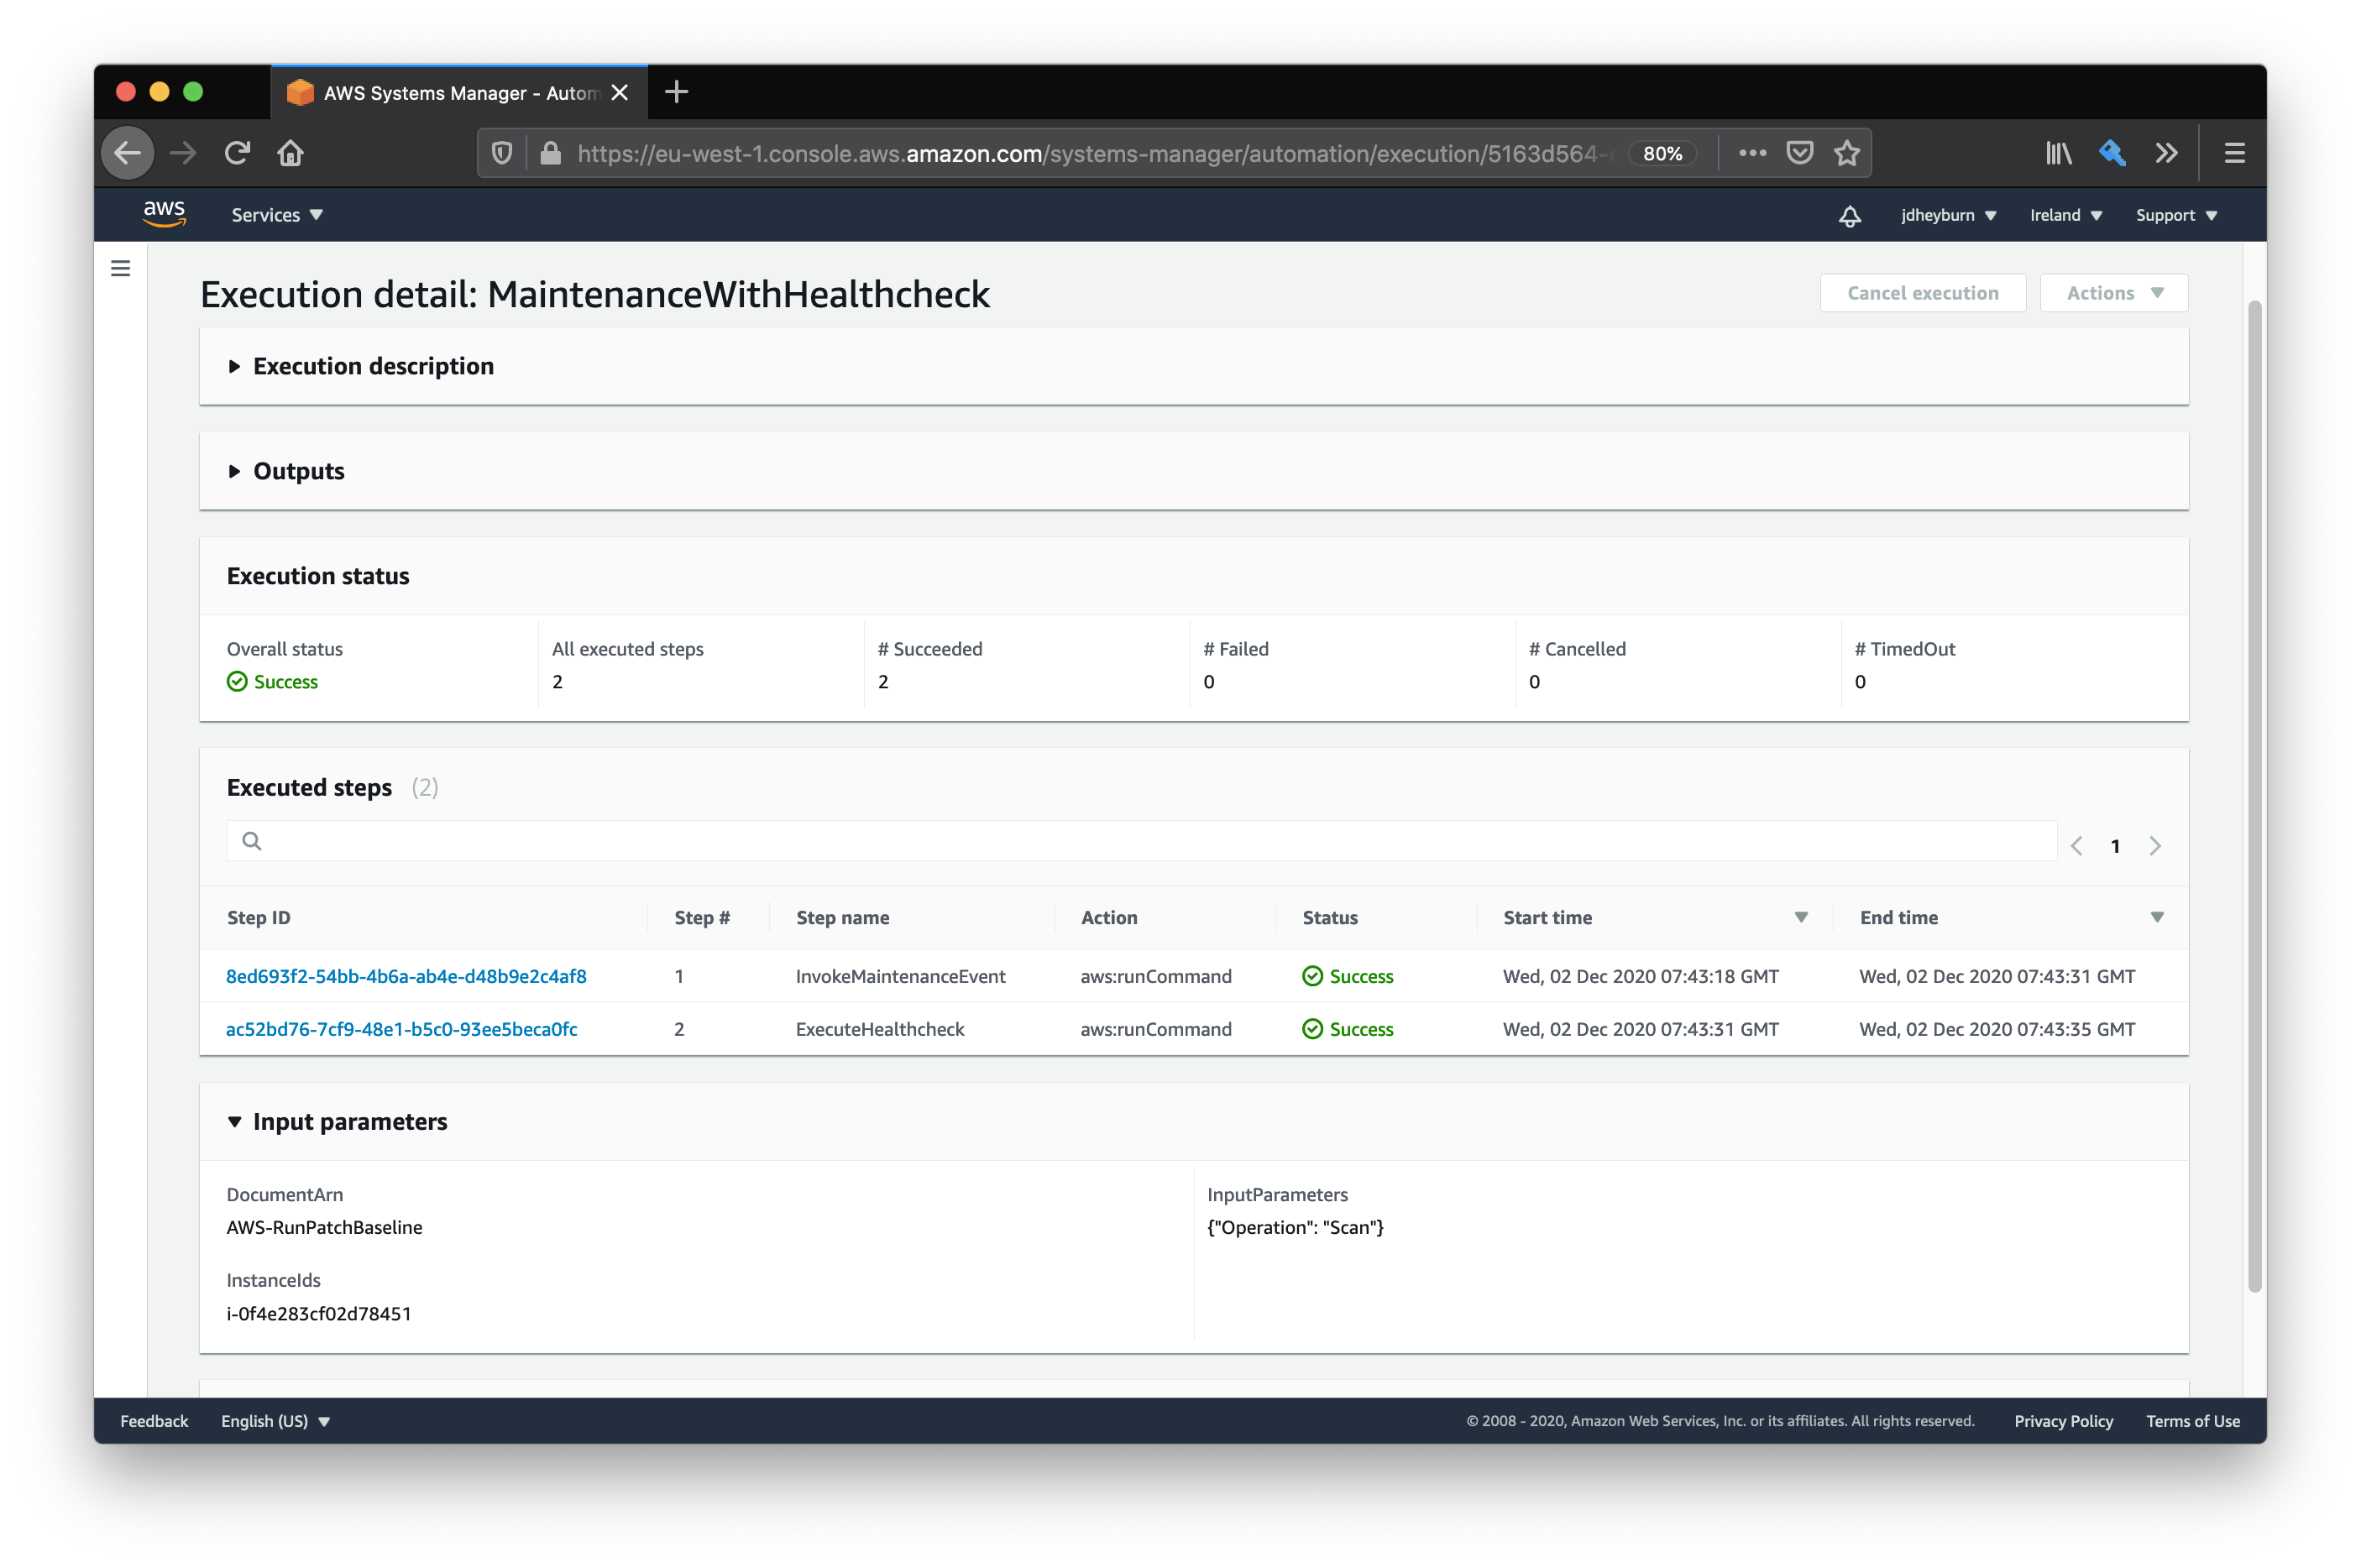 AWS Systems Manager - Autom
https://eu-west-1.console.aws.amazon.com/systems-manager/automation/execution/5163d564- 80%
aws Services jdheyburn Ireland Support
Execution detail: MaintenanceWithHealthcheck
Cancel execution Actions
Execution description
Outputs
Execution status
Overall status All executed steps # Succeeded # Failed # Cancelled # TimedOut
Success 2 2 0 0 0
Executed steps (2)
1
Step ID Step # Step name Action Status Start time End time
8ed693f2-54bb-4b6a-ab4e-d48b9e2c4af8 1 InvokeMaintenanceEvent aws:runCommand Success Wed, 02 Dec 2020 07:43:18 GMT Wed, 02 Dec 2020 07:43:31 GMT
ac52bd76-7cf9-48e1-b5c0-93ee5beca0fc 2 ExecuteHealthcheck aws:runCommand Success Wed, 02 Dec 2020 07:43:31 GMT Wed, 02 Dec 2020 07:43:35 GMT
Input parameters
DocumentArn InputParameters
AWS-RunPatchBaseline {"Operation": "Scan"}
InstanceIds
i-0f4e283cf02d78451
Feedback English (US) © 2008 - 2020, Amazon Web Services, Inc. or its affiliates. All rights reserved. Privacy Policy Terms of Use